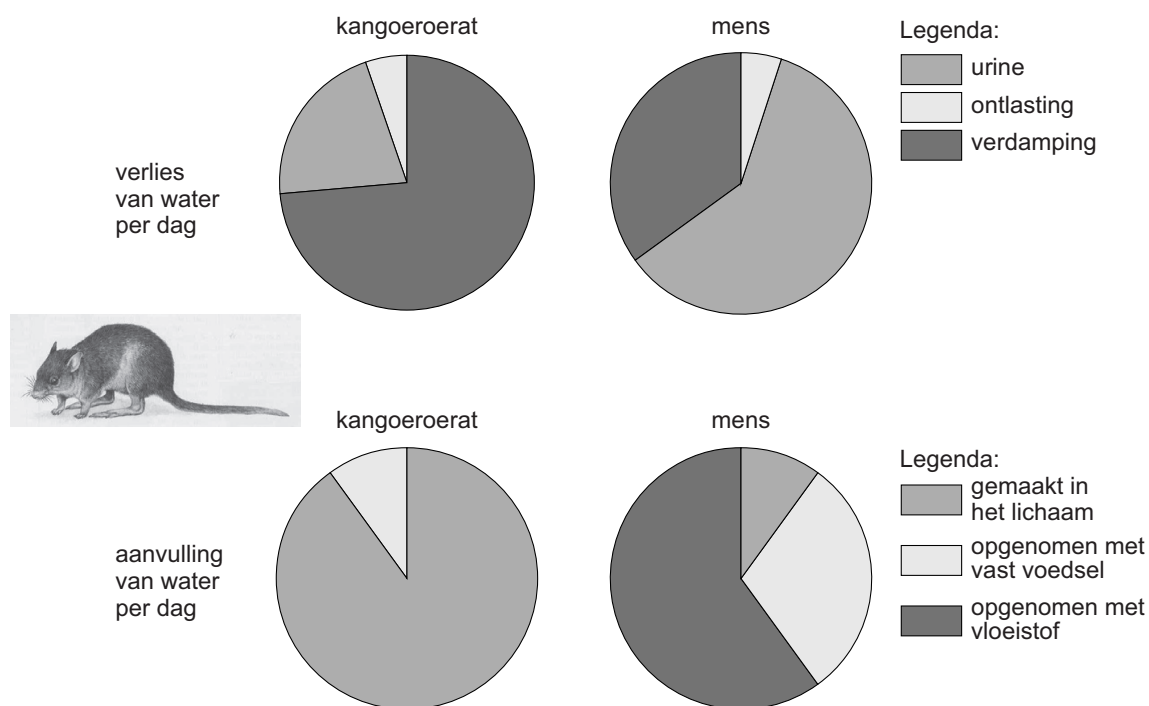 kangoeroerat
mens
Legenda:
urine
ontlasting
verdamping
verlies
van water
per dag
kangoeroerat
mens
Legenda:
gemaakt in
het lichaam
opgenomen met
vast voedsel
opgenomen met
vloeistof
aanvulling
van water
per dag